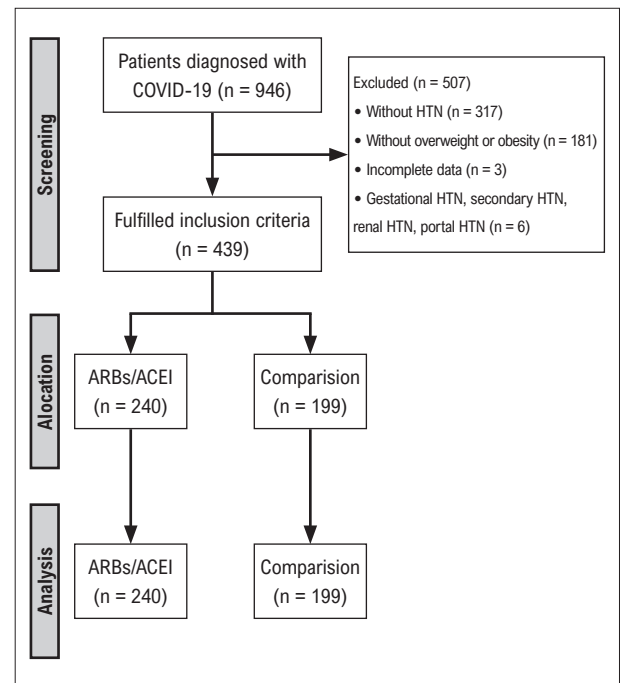 Screening
Patients diagnosed with
COVID-19 (n = 946)
Excluded (n = 507)
• Without HTN (n = 317)
• Without overweight or obesity (n = 181)
• Incomplete data (n = 3)
• Gestational HTN, secondary HTN,
renal HTN, portal HTN (n = 6)
Fulfilled inclusion criteria
(n = 439)
Alocation
ARBs/ACEI
(n = 240)
Comparision
(n = 199)
Analysis
ARBs/ACEI
(n = 240)
Comparision
(n = 199)